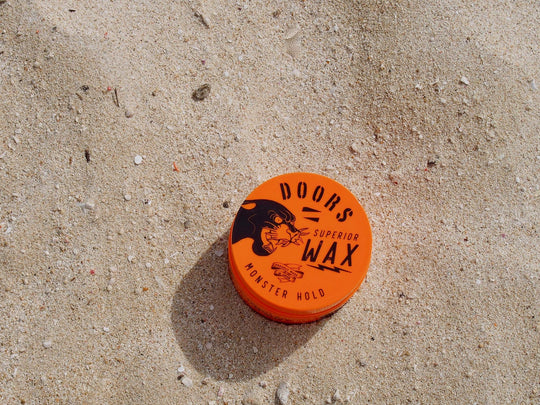 DOORS
SUPERIOR
WAX
MONSTER HOLD